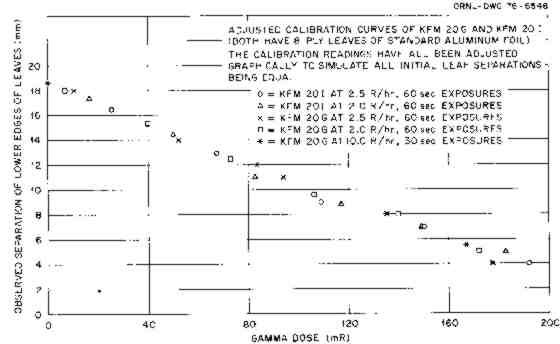 ORNL-DWG 76-6546
ADJUSTED CALIBRATION CURVES OF KFM 20G AND KFM 20I
(BOTH HAVE 8 PLY LEAVES OF STANDARD ALUMINUM FOIL)
THE CALIBRATION READINGS HAVE ALL BEEN ADJUSTED
GRAPHICALLY TO SIMULATE ALL INITIAL LEAF SEPARATIONS
BEING EQUAL
O = KFM 20I AT 2.5 R/hr, 60 sec EXPOSURES
△ = KFM 20I AT 2.0 R/hr, 60 sec EXPOSURES
× = KFM 20G AT 2.5 R/hr, 60 sec EXPOSURES
□ = KFM 20G AT 2.0 R/hr, 60 sec EXPOSURES
* = KFM 20G AT 10.0 R/hr, 30 sec EXPOSURES
OBSERVED SEPARATION OF LOWER EDGES OF LEAVES (mm)
20
18
16
14
12
10
8
6
4
2
0
0 40 80 120 160 200
GAMMA DOSE (mR)